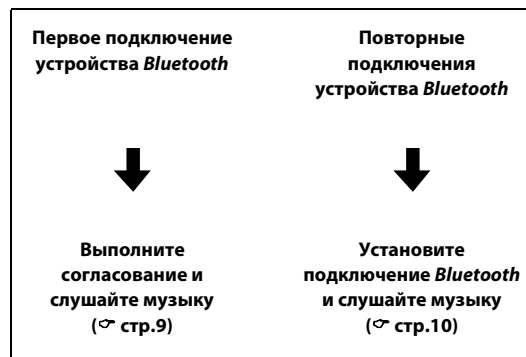 Первое подключение
устройства Bluetooth
Выполните
согласование и
слушайте музыку
(☞ стр.9)
Повторные
подключения
устройства Bluetooth
Установите
подключение Bluetooth
и слушайте музыку
(☞ стр.10)